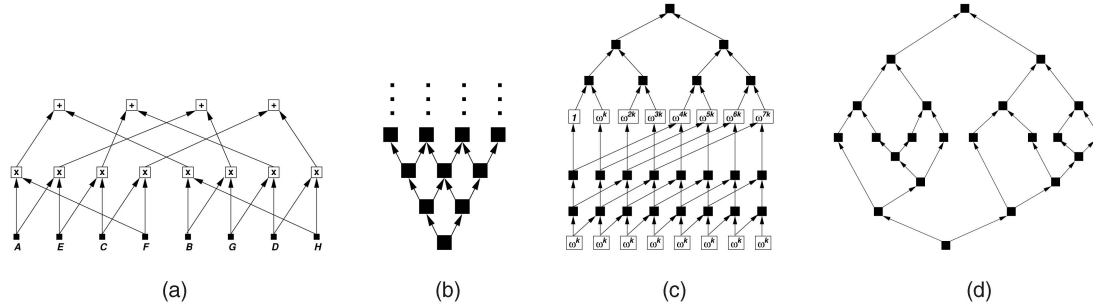 + + + +
x x x x x x x x
A E C F B G D H
1 ω^k ω^2k ω^3k ω^4k ω^5k ω^6k ω^7k
ω^k ω^k ω^k ω^k ω^k ω^k ω^k ω^k
(a) (b) (c) (d)